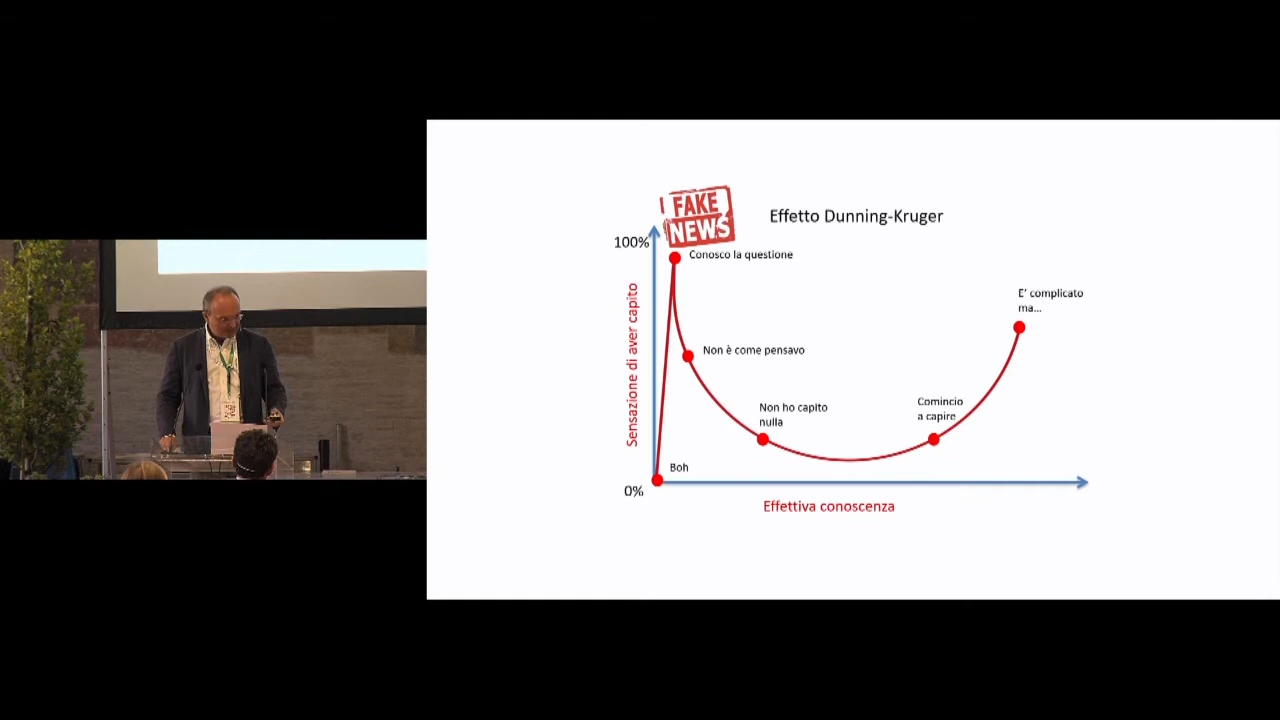 FAKE
NEWS
Effetto Dunning-Kruger
100%
Conosco la questione
E' complicato
ma...
Sensazione di aver capito
Non è come pensavo
Non ho capito
nulla
Comincio
a capire
Boh
0%
Effettiva conoscenza